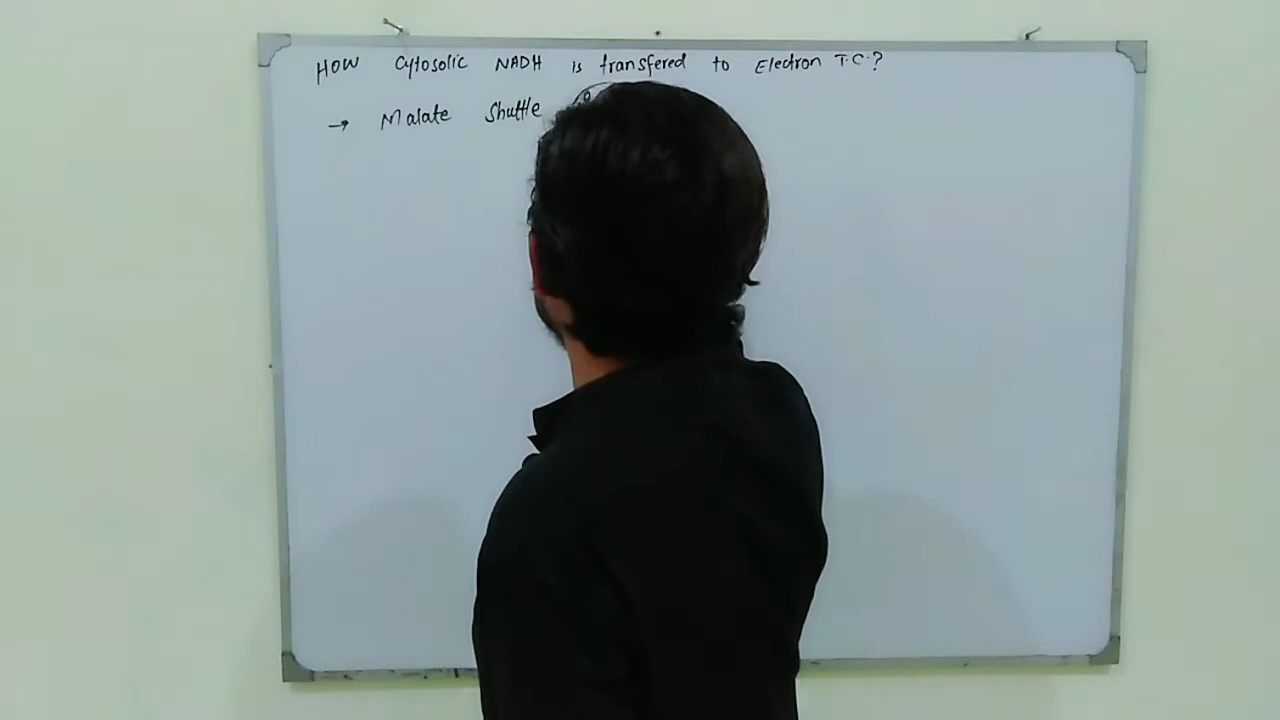 HOW Cytosolic NADH is transfered to Electron T.C.?
→ Malate Shuttle